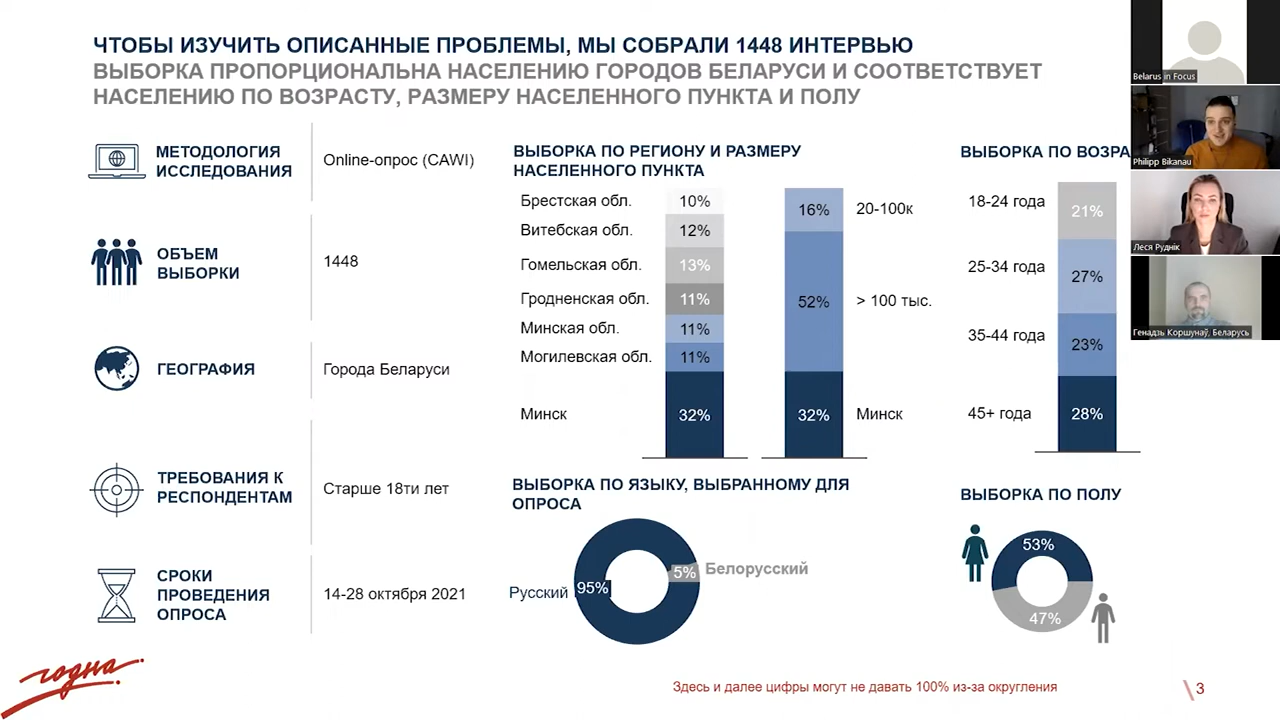 ЧТОБЫ ИЗУЧИТЬ ОПИСАННЫЕ ПРОБЛЕМЫ, МЫ СОБРАЛИ 1448 ИНТЕРВЬЮ
ВЫБОРКА ПРОПОРЦИОНАЛЬНА НАСЕЛЕНИЮ ГОРОДОВ БЕЛАРУСИ И СООТВЕТСТВУЕТ
НАСЕЛЕНИЮ ПО ВОЗРАСТУ, РАЗМЕРУ НАСЕЛЕННОГО ПУНКТА И ПОЛУ
МЕТОДОЛОГИЯ
ИССЛЕДОВАНИЯ
Online-опрос (CAWI)
ОБЪЕМ
ВЫБОРКИ
1448
ГЕОГРАФИЯ
Города Беларуси
ТРЕБОВАНИЯ К
РЕСПОНДЕНТАМ
Старше 18ти лет
СРОКИ
ПРОВЕДЕНИЯ
ОПРОСА
14-28 октября 2021
ВЫБОРКА ПО РЕГИОНУ И РАЗМЕРУ
НАСЕЛЕННОГО ПУНКТА
Брестская обл. 10%
Витебская обл. 12%
Гомельская обл. 13%
Гродненская обл. 11%
Минская обл. 11%
Могилевская обл. 11%
Минск 32%
16% 20-100к
52% > 100 тыс.
32% Минск
ВЫБОРКА ПО ВОЗРА
18-24 года 21%
25-34 года 27%
35-44 года 23%
45+ года 28%
ВЫБОРКА ПО ЯЗЫКУ, ВЫБРАННОМУ ДЛЯ
ОПРОСА
5% Белорусский
Русский 95%
ВЫБОРКА ПО ПОЛУ
53%
47%
годна
Здесь и далее цифры могут не давать 100% из-за округления
3
Belarus in Focus
Philipp Bikanau
Леся Руднік
Генадзь Коршунаў, Беларусь